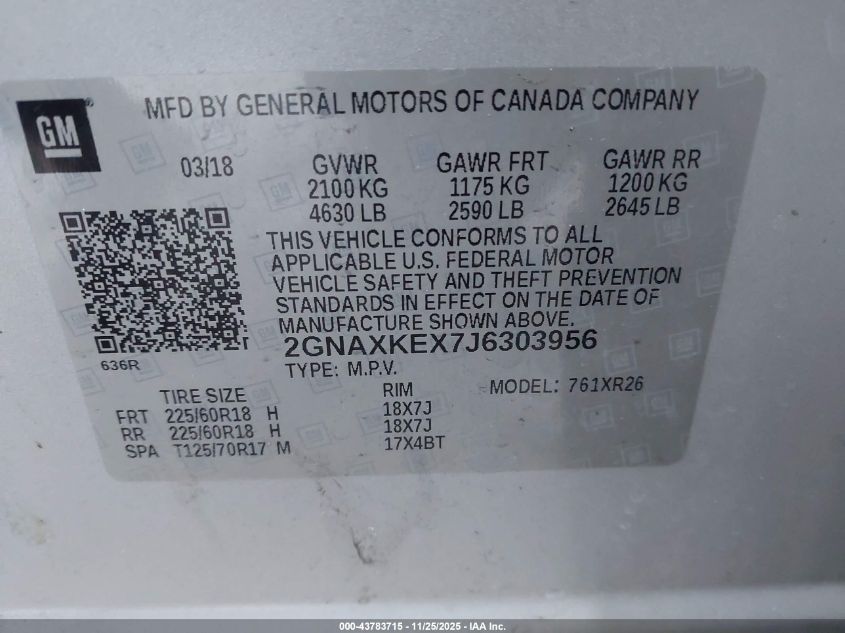 GM
MFD BY GENERAL MOTORS OF CANADA COMPANY
03/18 GVWR GAWR FRT GAWR RR
2100 KG 1175 KG 1200 KG
4630 LB 2590 LB 2645 LB
THIS VEHICLE CONFORMS TO ALL
APPLICABLE U.S. FEDERAL MOTOR
VEHICLE SAFETY AND THEFT PREVENTION
STANDARDS IN EFFECT ON THE DATE OF
MANUFACTURE SHOWN ABOVE.
2GNAXKEX7J6303956
636R
TYPE: M.P.V.
TIRE SIZE RIM MODEL: 761XR26
FRT 225/60R18 H 18X7J
RR 225/60R18 H 18X7J
SPA T125/70R17 M 17X4BT
000-43783715 - 11/25/2025 - IAA Inc.